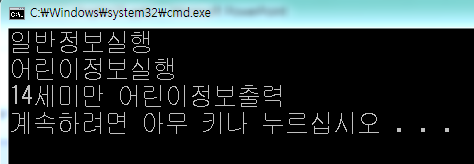 C:₩Windows₩system32₩cmd.exe
일반정보실행
어린이정보실행
14세미만 어린이정보출력
계속하려면 아무 키나 누르십시오 . . .